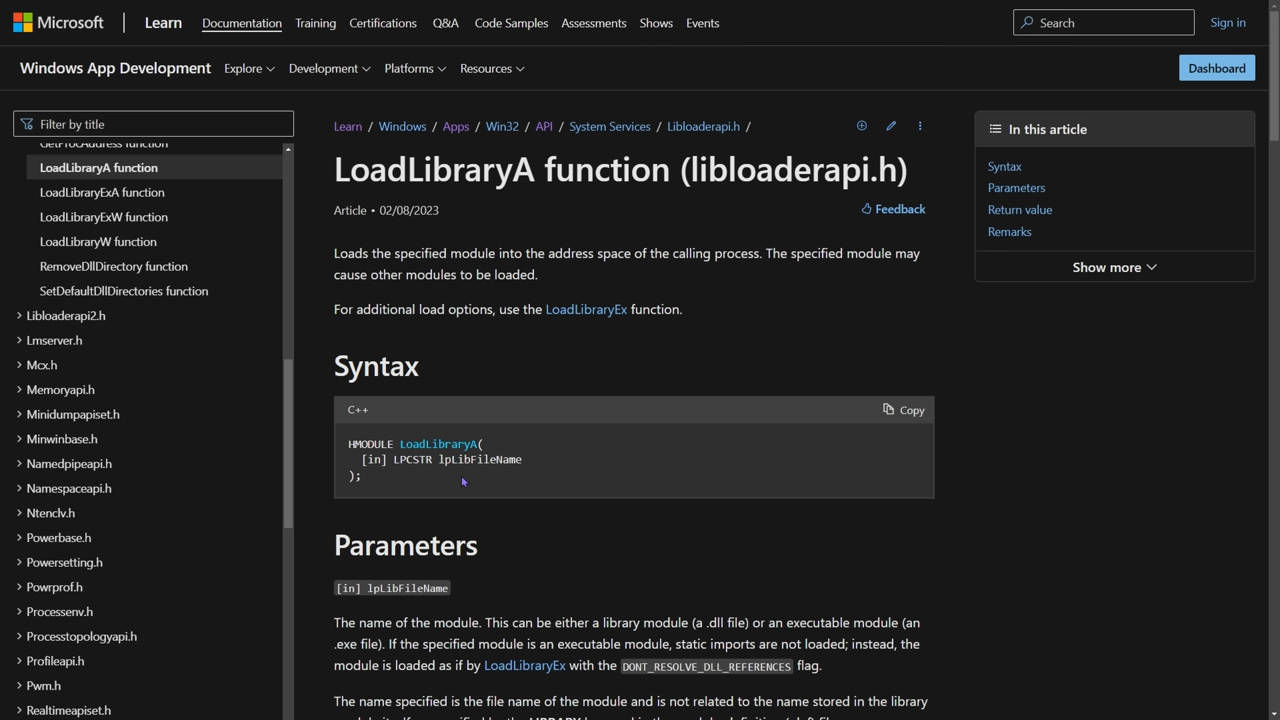 Microsoft
Learn
Documentation
Training
Certifications
Q&A
Code Samples
Assessments
Shows
Events
Search
Sign in
Windows App Development
Explore
Development
Platforms
Resources
Dashboard
Filter by title
GetProcAddress function
LoadLibraryA function
LoadLibraryExA function
LoadLibraryExW function
LoadLibraryW function
RemoveDllDirectory function
SetDefaultDllDirectories function
Libloaderapi2.h
Lmserver.h
Mcx.h
Memoryapi.h
Minidumpapiset.h
Minwinbase.h
Namedpipeapi.h
Namespaceapi.h
Ntenclv.h
Powerbase.h
Powersetting.h
Powrprof.h
Processenv.h
Processtopologyapi.h
Profileapi.h
Pwm.h
Realtimeapiset.h
Learn / Windows / Apps / Win32 / API / System Services / Libloaderapi.h /
LoadLibraryA function (libloaderapi.h)
Article • 02/08/2023
Feedback
Loads the specified module into the address space of the calling process. The specified module may
cause other modules to be loaded.
For additional load options, use the LoadLibraryEx function.
Syntax
C++
Copy
HMODULE LoadLibraryA(
[in] LPCSTR lpLibFileName
);
Parameters
[in] lpLibFileName
The name of the module. This can be either a library module (a .dll file) or an executable module (an
.exe file). If the specified module is an executable module, static imports are not loaded; instead, the
module is loaded as if by LoadLibraryEx with the DONT_RESOLVE_DLL_REFERENCES flag.
The name specified is the file name of the module and is not related to the name stored in the library
In this article
Syntax
Parameters
Return value
Remarks
Show more